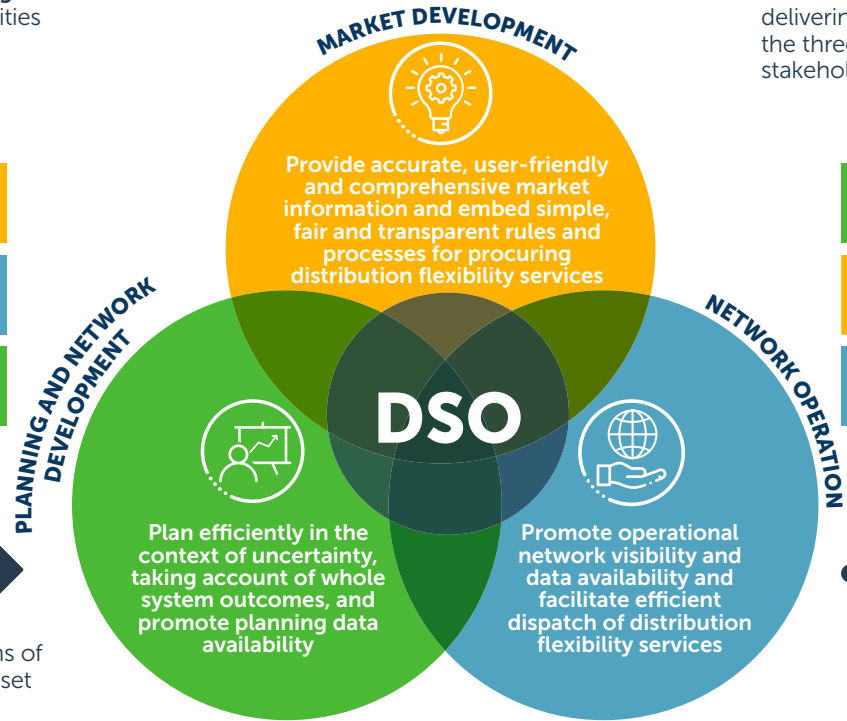 ities
deliverin
the three
stakehol
MARKET DEVELOPMENT
Provide accurate, user-friendly
and comprehensive market
information and embed simple,
fair and transparent rules and
processes for procuring
distribution flexibility services
PLANNING AND NETWORK
DEVELOPMENT
NETWORK OPERATION
DSO
Plan efficiently in the
context of uncertainty,
taking account of whole
system outcomes, and
promote planning data
availability
Promote operational
network visibility and
data availability and
facilitate efficient
dispatch of distribution
flexibility services
ns of
set